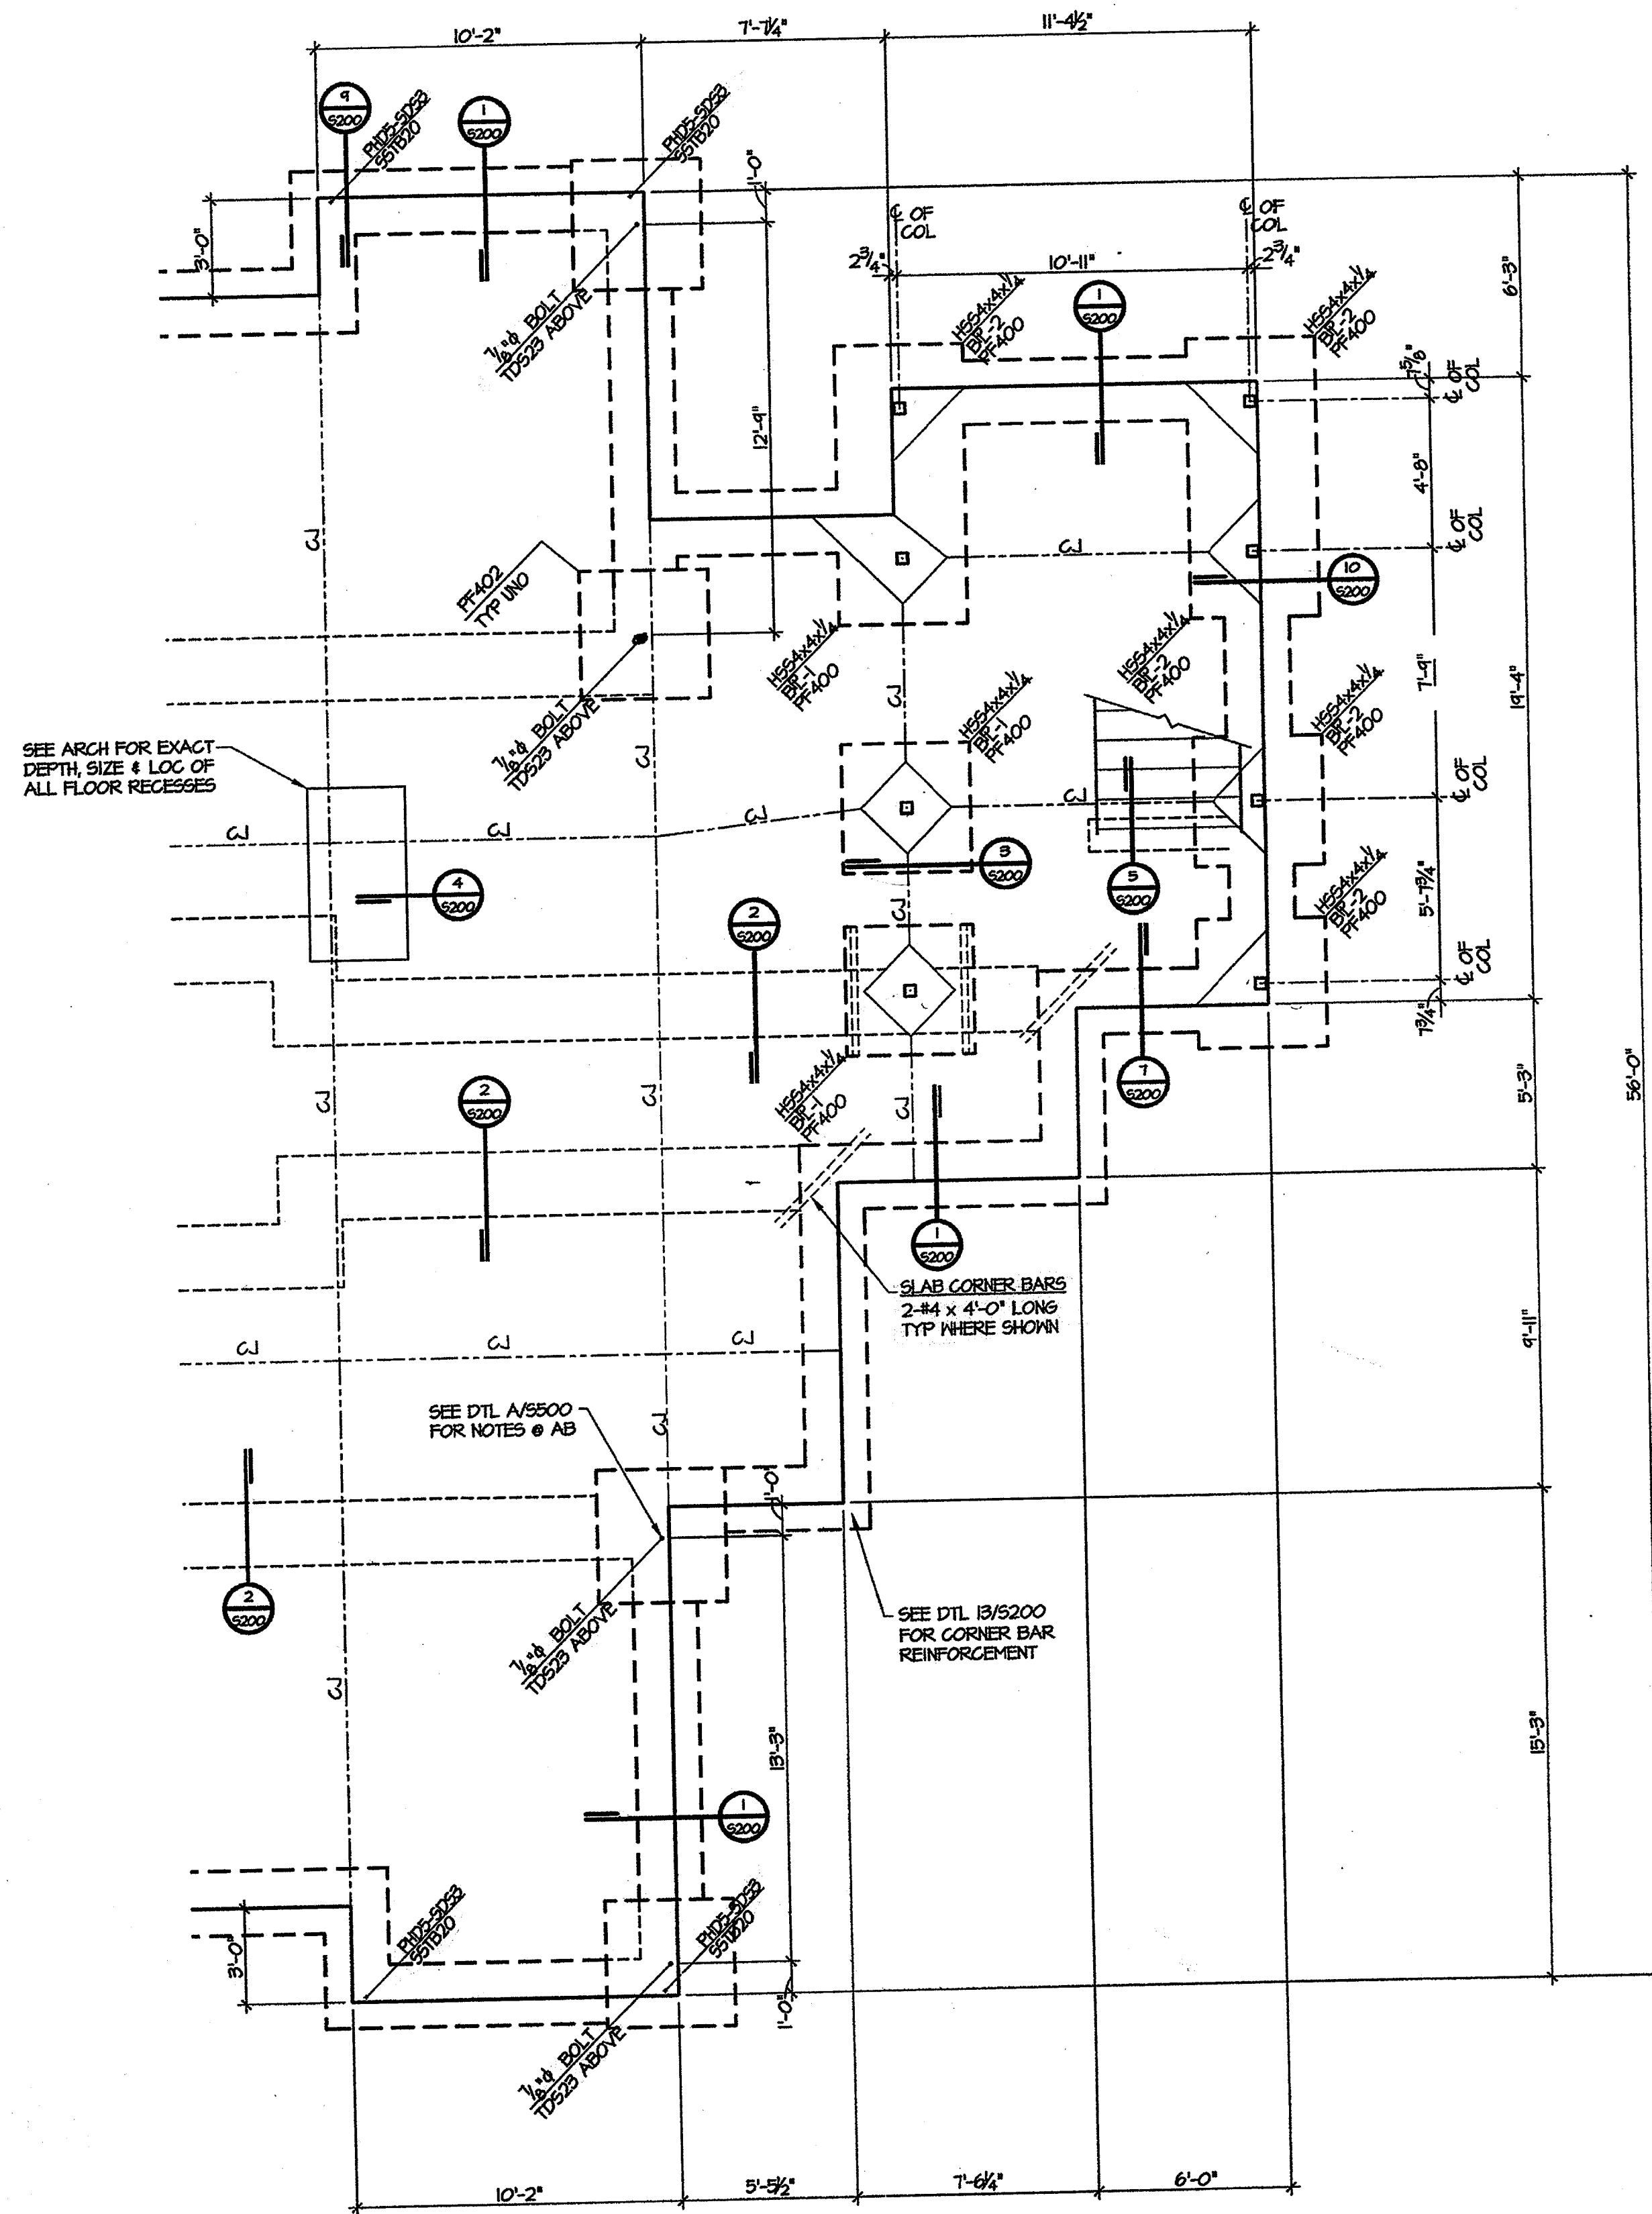 10'-2"
7'-7¼"
11'-4½"
9
S200
PHD5-SDS3
SSTB20
1
S200
PHD5-SDS3
SSTB20
1'-0"
3'-0"
℄ OF
COL
℄ OF
COL
2¾"
10'-11"
2¾"
6'-3"
7/8"ϕ BOLT
TDS23 ABOVE
HSS4x4x¼
BP-2
PF400
1
S200
HSS4x4x¼
BP-2
PF400
7⅝"
℄ OF
COL
12'-9"
4'-8"
CJ
CJ
℄ OF
COL
PF402
TYP UNO
10
S200
HSS4x4x¼
BP-1
PF400
HSS4x4x¼
BP-2
PF400
7'-9"
19'-4"
CJ
HSS4x4x¼
BP-1
PF400
HSS4x4x¼
BP-2
PF400
7/8"ϕ BOLT
TDS23 ABOVE
CJ
SEE ARCH FOR EXACT
DEPTH, SIZE & LOC OF
ALL FLOOR RECESSES
℄ OF
COL
CJ
CJ
CJ
CJ
3
S200
4
S200
5
S200
HSS4x4x¼
BP-2
PF400
5'-7¾"
2
S200
CJ
℄ OF
COL
7¾"
HSS4x4x¼
BP-1
PF400
7
S200
5'-3"
56'-0"
CJ
CJ
CJ
2
S200
1
S200
SLAB CORNER BARS
2-#4 x 4'-0" LONG
TYP WHERE SHOWN
CJ
CJ
CJ
9'-11"
SEE DTL A/S500
FOR NOTES @ AB
CJ
1'-0"
2
S200
7/8"ϕ BOLT
TDS23 ABOVE
SEE DTL 13/S200
FOR CORNER BAR
REINFORCEMENT
CJ
13'-3"
15'-3"
1
S200
PHD5-SDS3
SSTB20
PHD5-SDS3
SSTB20
3'-0"
1'-0"
7/8"ϕ BOLT
TDS23 ABOVE
10'-2"
5'-5½"
7'-6¼"
6'-0"